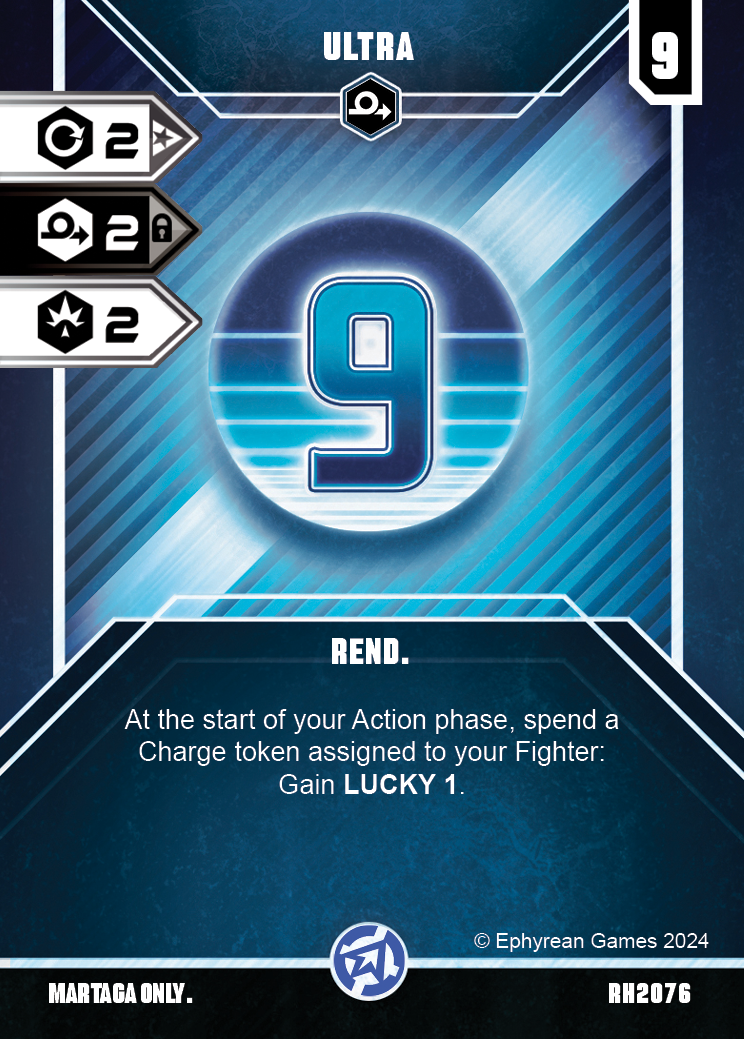 ULTRA
9
2
2
2
9
REND.
At the start of your Action phase, spend a
Charge token assigned to your Fighter:
Gain LUCKY 1.
© Ephyrean Games 2024
MARTAGA ONLY.
RH2076